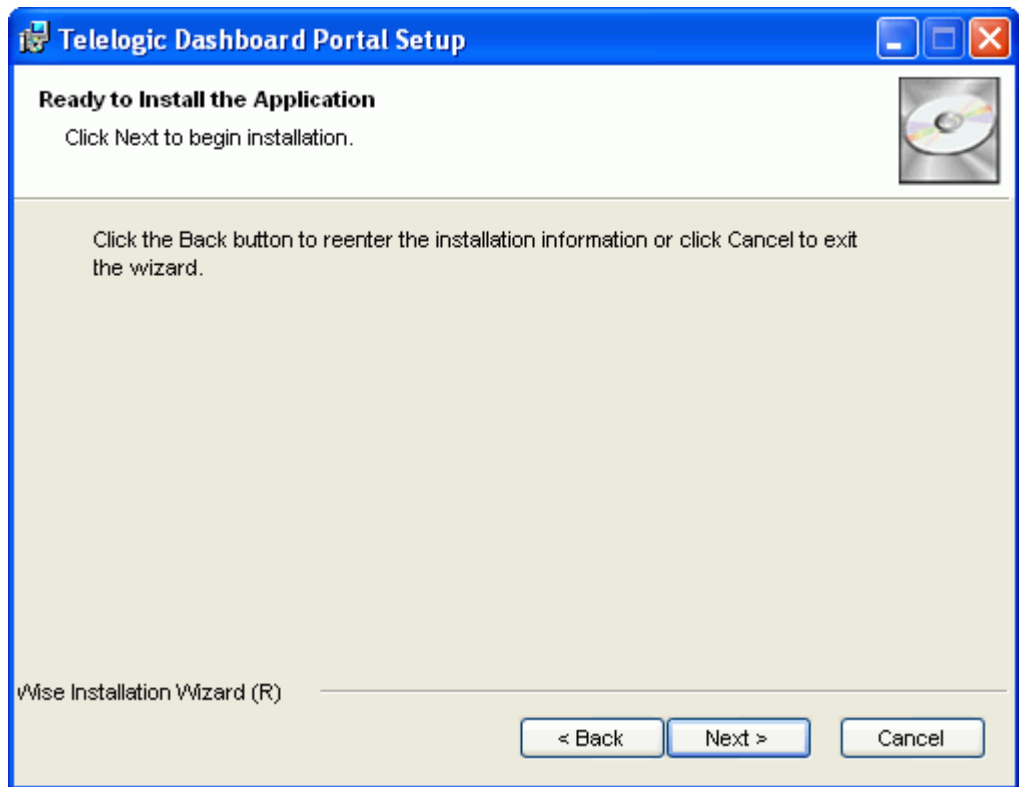 Telelogic Dashboard Portal Setup
Ready to Install the Application
Click Next to begin installation.
Click the Back button to reenter the installation information or click Cancel to exit
the wizard.
Wise Installation Wizard (R)
< Back Next > Cancel